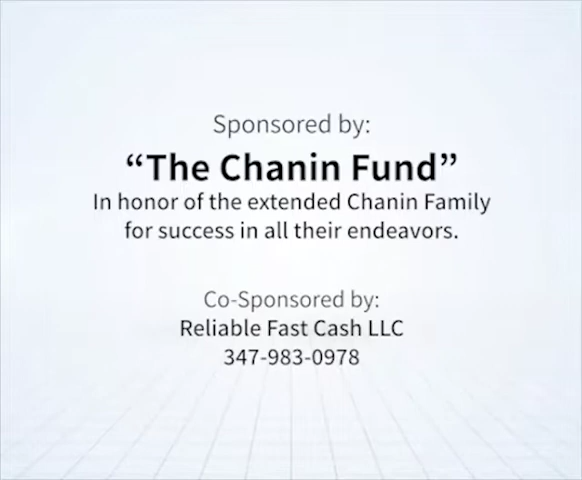 Sponsored by:
“The Chanin Fund”
In honor of the extended Chanin Family
for success in all their endeavors.
Co-Sponsored by:
Reliable Fast Cash LLC
347-983-0978